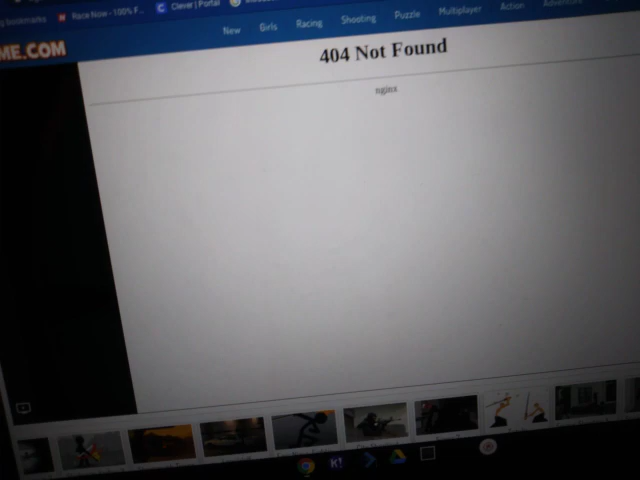 bookmarks
Race Now - 100% F...
Clever | Portal
ME.COM
New
Girls
Racing
Shooting
Puzzle
Multiplayer
Action
Adventure
404 Not Found
nginx
K!